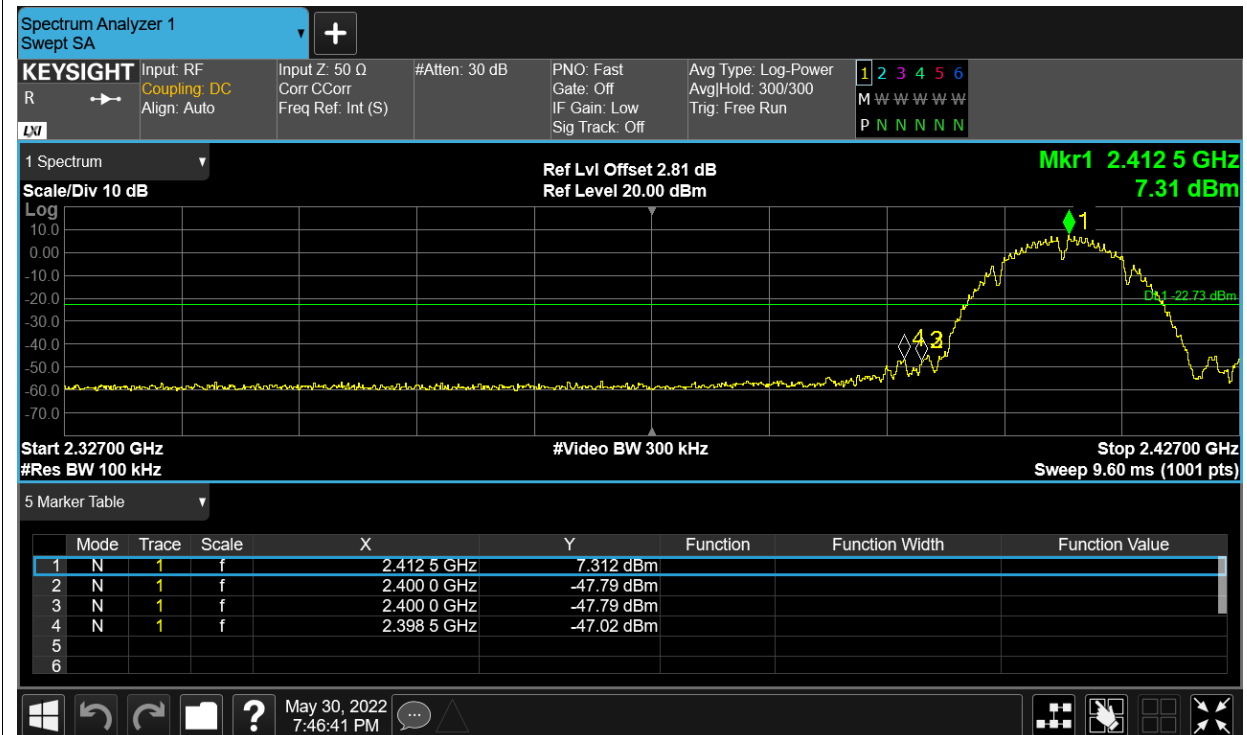 Spectrum Analyzer 1
Swept SA
+
KEYSIGHT Input: RF Input Z: 50 Ω #Atten: 30 dB PNO: Fast Avg Type: Log-Power 1 2 3 4 5 6
R Coupling: DC Corr CCorr Gate: Off Avg|Hold: 300/300 M W W W W W
Align: Auto Freq Ref: Int (S) IF Gain: Low Trig: Free Run
LXI Sig Track: Off P N N N N N
1 Spectrum Ref Lvl Offset 2.81 dB Mkr1 2.412 5 GHz
Scale/Div 10 dB Ref Level 20.00 dBm 7.31 dBm
Log
1
10.0
0.00
-10.0
-20.0 -22.73 dBm
-30.0
-40.0 4
-50.0
-60.0
-70.0
Start 2.32700 GHz #Video BW 300 kHz Stop 2.42700 GHz
#Res BW 100 kHz Sweep 9.60 ms (1001 pts)
5 Marker Table
Mode Trace Scale X Y Function Function Width Function Value
1 N 1 f 2.412 5 GHz 7.312 dBm
2 N 1 f 2.400 0 GHz -47.79 dBm
3 N 1 f 2.400 0 GHz -47.79 dBm
4 N 1 f 2.398 5 GHz -47.02 dBm
5
6
? May 30, 2022
7:46:41 PM